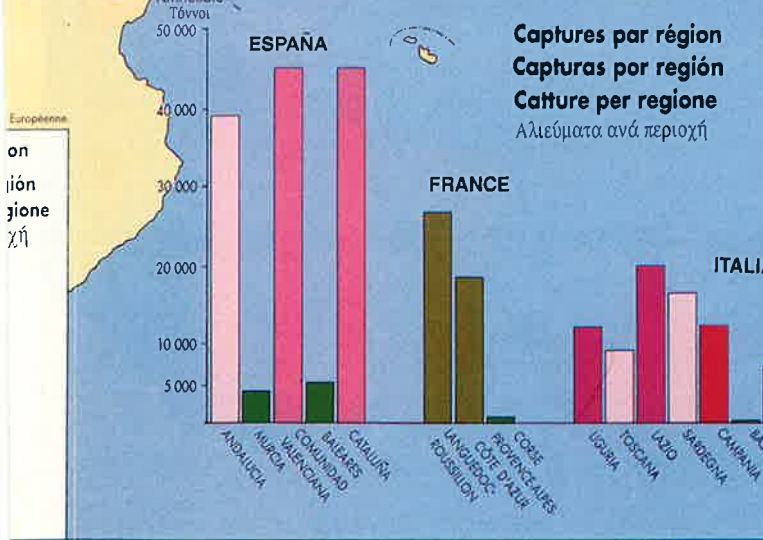 Τόννοι
50 000
40 000
30 000
20 000
10 000
5 000
ESPAÑA
Captures par région
Capturas por región
Catture per regione
Αλιεύματα ανά περιοχή
Européenne
on
ión
gione
χή
FRANCE
ITALI
ANDALUCIA
MURCIA
COMUNIDAD
VALENCIANA
BALEARES
CATALUÑA
LANGUEDOC-
ROUSSILLON
PROVENCE-ALPES
CÔTE D'AZUR
CORSE
LIGURIA
TOSCANA
LAZIO
SARDEGNA
CAMPANIA